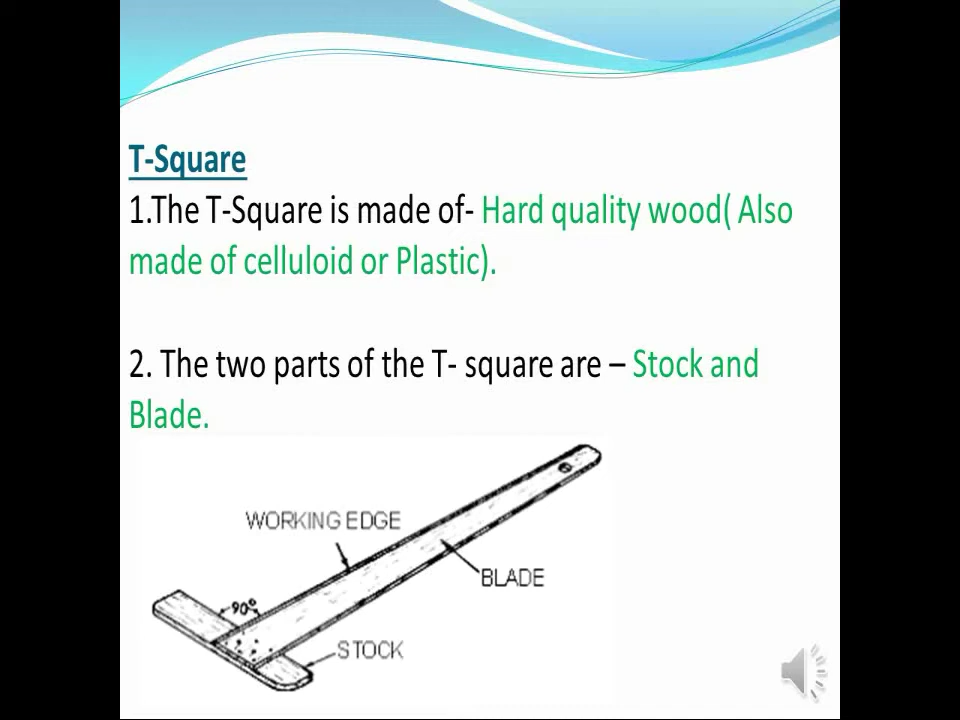 T-Square
1.The T-Square is made of- Hard quality wood( Also
made of celluloid or Plastic).
2. The two parts of the T- square are – Stock and
Blade.
WORKING EDGE
BLADE
90°
STOCK